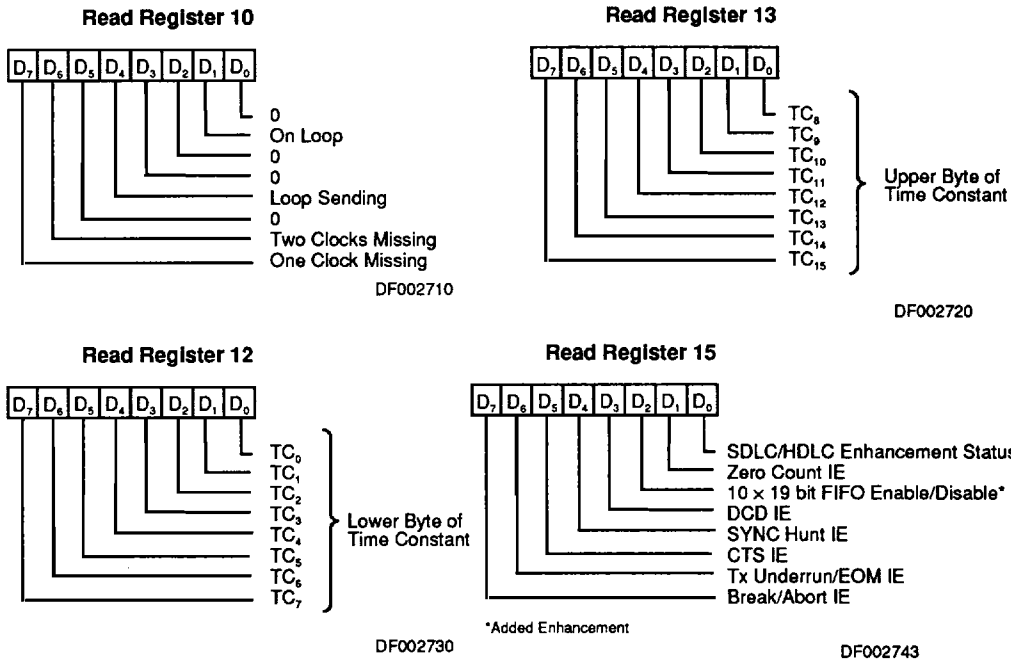 Read Register 10
D₇ D₆ D₅ D₄ D₃ D₂ D₁ D₀
0
On Loop
0
0
Loop Sending
0
Two Clocks Missing
One Clock Missing
DF002710
Read Register 13
D₇ D₆ D₅ D₄ D₃ D₂ D₁ D₀
TC₈
TC₉
TC₁₀
TC₁₁
TC₁₂
TC₁₃
TC₁₄
TC₁₅
Upper Byte of
Time Constant
DF002720
Read Register 12
D₇ D₆ D₅ D₄ D₃ D₂ D₁ D₀
TC₀
TC₁
TC₂
TC₃
TC₄
TC₅
TC₆
TC₇
Lower Byte of
Time Constant
DF002730
Read Register 15
D₇ D₆ D₅ D₄ D₃ D₂ D₁ D₀
SDLC/HDLC Enhancement Status
Zero Count IE
10 × 19 bit FIFO Enable/Disable*
DCD IE
SYNC Hunt IE
CTS IE
Tx Underrun/EOM IE
Break/Abort IE
*Added Enhancement
DF002743